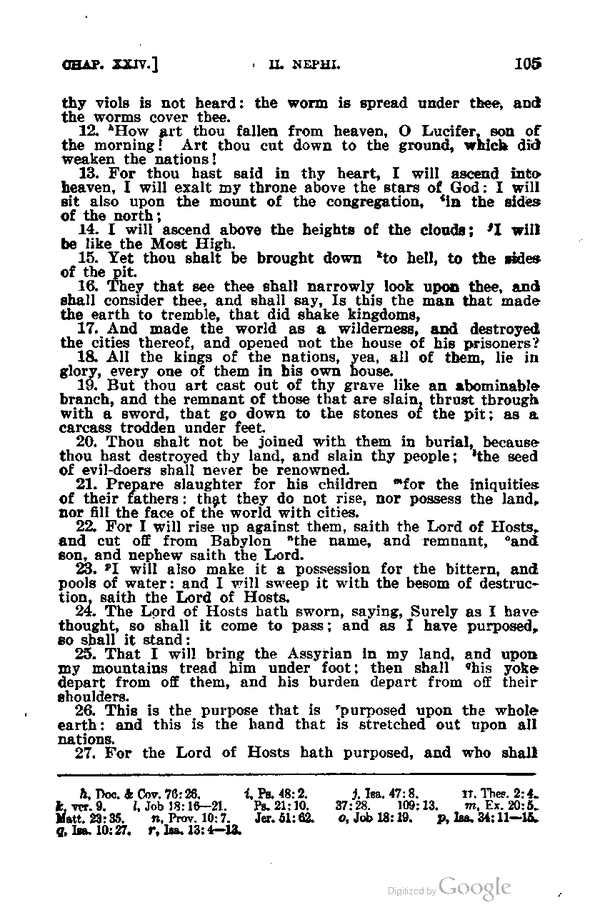 CHAP. XXIV.] II. NEPHI. 105
thy viols is not heard: the worm is spread under thee, and
the worms cover thee.
12. ʰHow art thou fallen from heaven, O Lucifer, son of
the morning! Art thou cut down to the ground, which did
weaken the nations!
13. For thou hast said in thy heart, I will ascend into
heaven, I will exalt my throne above the stars of God: I will
sit also upon the mount of the congregation, ⁱin the sides
of the north;
14. I will ascend above the heights of the clouds; ʲI will
be like the Most High.
15. Yet thou shalt be brought down ᵏto hell, to the sides
of the pit.
16. They that see thee shall narrowly look upon thee, and
shall consider thee, and shall say, Is this the man that made
the earth to tremble, that did shake kingdoms,
17. And made the world as a wilderness, and destroyed
the cities thereof, and opened not the house of his prisoners?
18. All the kings of the nations, yea, all of them, lie in
glory, every one of them in his own house.
19. But thou art cast out of thy grave like an abominable
branch, and the remnant of those that are slain, thrust through
with a sword, that go down to the stones of the pit; as a
carcass trodden under feet.
20. Thou shalt not be joined with them in burial, because
thou hast destroyed thy land, and slain thy people; ˡthe seed
of evil-doers shall never be renowned.
21. Prepare slaughter for his children ᵐfor the iniquities
of their fathers: that they do not rise, nor possess the land,
nor fill the face of the world with cities.
22. For I will rise up against them, saith the Lord of Hosts,
and cut off from Babylon ⁿthe name, and remnant, ᵒand
son, and nephew saith the Lord.
23. ᵖI will also make it a possession for the bittern, and
pools of water: and I will sweep it with the besom of destruc-
tion, saith the Lord of Hosts.
24. The Lord of Hosts hath sworn, saying, Surely as I have
thought, so shall it come to pass; and as I have purposed,
so shall it stand:
25. That I will bring the Assyrian in my land, and upon
my mountains tread him under foot; then shall qhis yoke
depart from off them, and his burden depart from off their
shoulders.
26. This is the purpose that is ʳpurposed upon the whole
earth: and this is the hand that is stretched out upon all
nations.
27. For the Lord of Hosts hath purposed, and who shall
h, Doc. & Cov. 76:26. i, Ps. 48:2. j, Isa. 47:8. II. Thes. 2:4.
k, ver. 9. l, Job 18:16—21. Ps. 21:10. 37:28. 109:13. m, Ex. 20:5.
Matt. 23:35. n, Prov. 10:7. Jer. 51:62. o, Job 18:19. p, Isa. 34:11—15.
q, Isa. 10:27. r, Isa. 13:4—13.
Digitized by Google